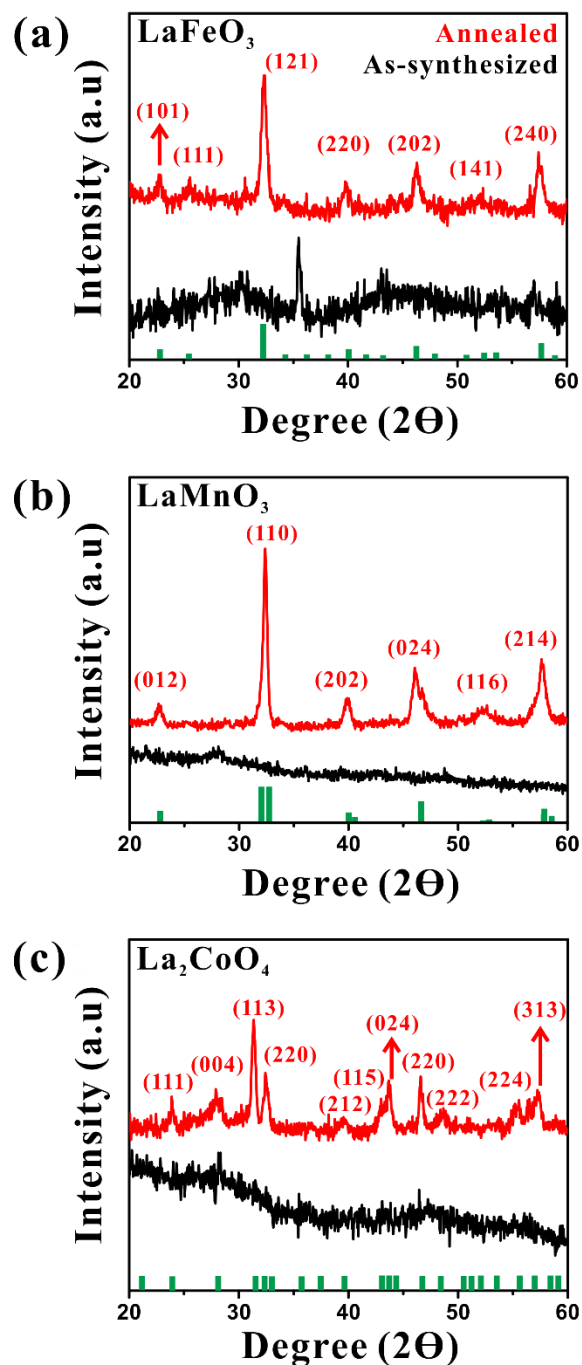 (a)
LaFeO₃
Annealed
As-synthesized
(101)
(111)
(121)
(220)
(202)
(141)
(240)
Intensity (a.u)
20 30 40 50 60
Degree (2Θ)
(b)
LaMnO₃
(012)
(110)
(202)
(024)
(116)
(214)
Intensity (a.u)
20 30 40 50 60
Degree (2Θ)
(c)
La₂CoO₄
(111)
(004)
(113)
(220)
(212)
(115)
(024)
(220)
(222)
(224)
(313)
Intensity (a.u)
20 30 40 50 60
Degree (2Θ)